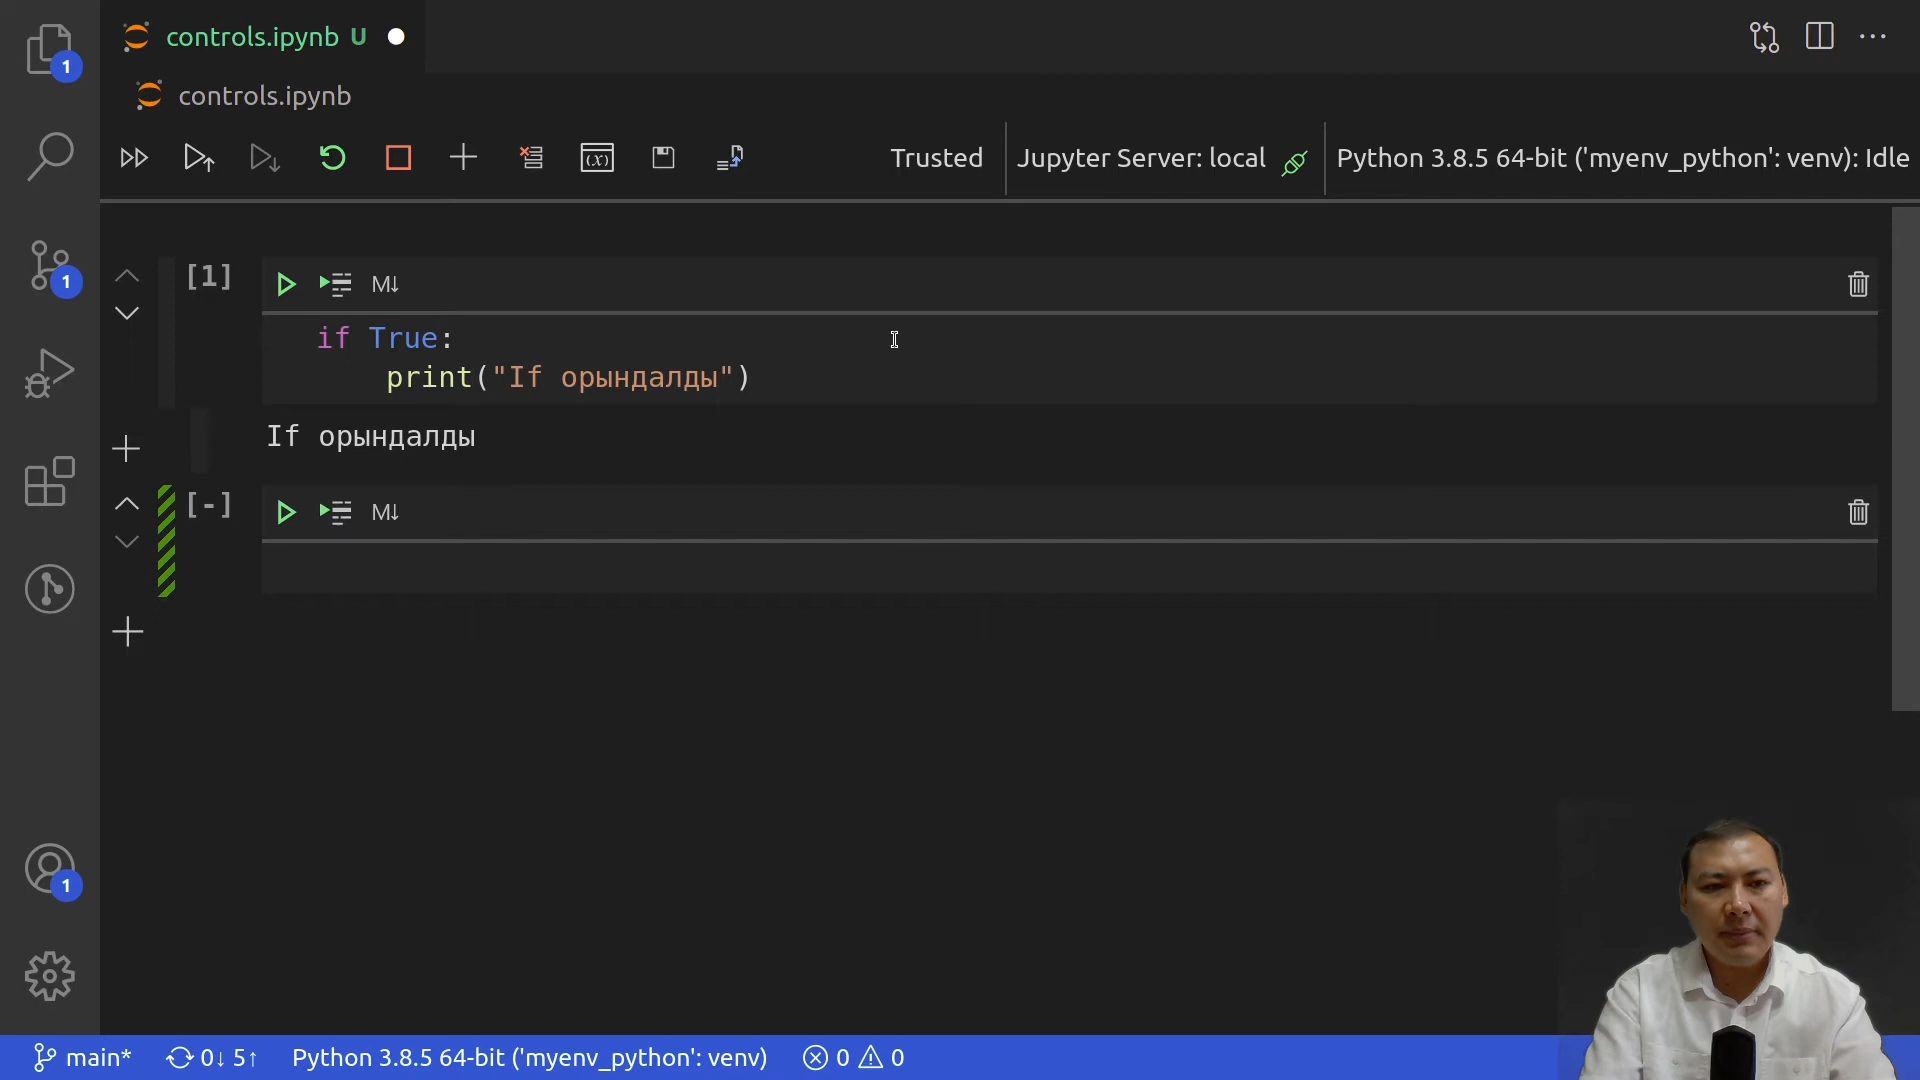 controls.ipynb U
controls.ipynb
Trusted
Jupyter Server: local
Python 3.8.5 64-bit ('myenv_python': venv): Idle
1
1
[1]
M↓
if True:
print("If орындалды")
If орындалды
[-]
M↓
1
main* 0↓ 5↑ Python 3.8.5 64-bit ('myenv_python': venv) 0 0